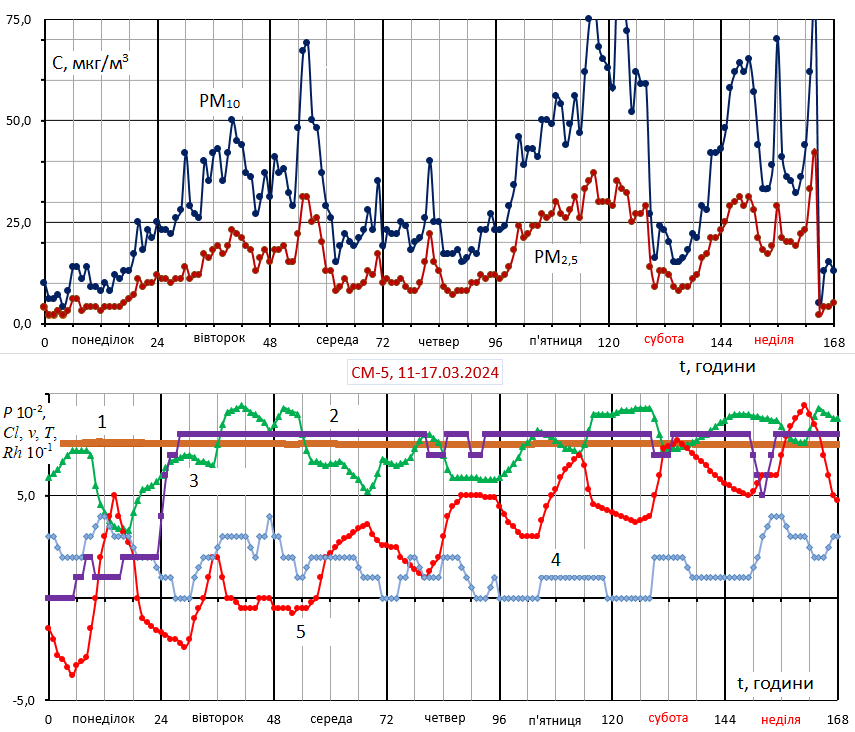 75,0
С, мкг/м³
PM₁₀
50,0
25,0
PM₂,₅
0,0
0 понеділок 24 вівторок 48 середа 72 четвер 96 п'ятниця 120 субота 144 неділя 168
t, години
СМ-5, 11-17.03.2024
P 10⁻²,
Cl, v, T,
Rh 10⁻¹
1
2
3
5,0
4
5
t, години
-5,0
0 понеділок 24 вівторок 48 середа 72 четвер 96 п'ятниця 120 субота 144 неділя 168